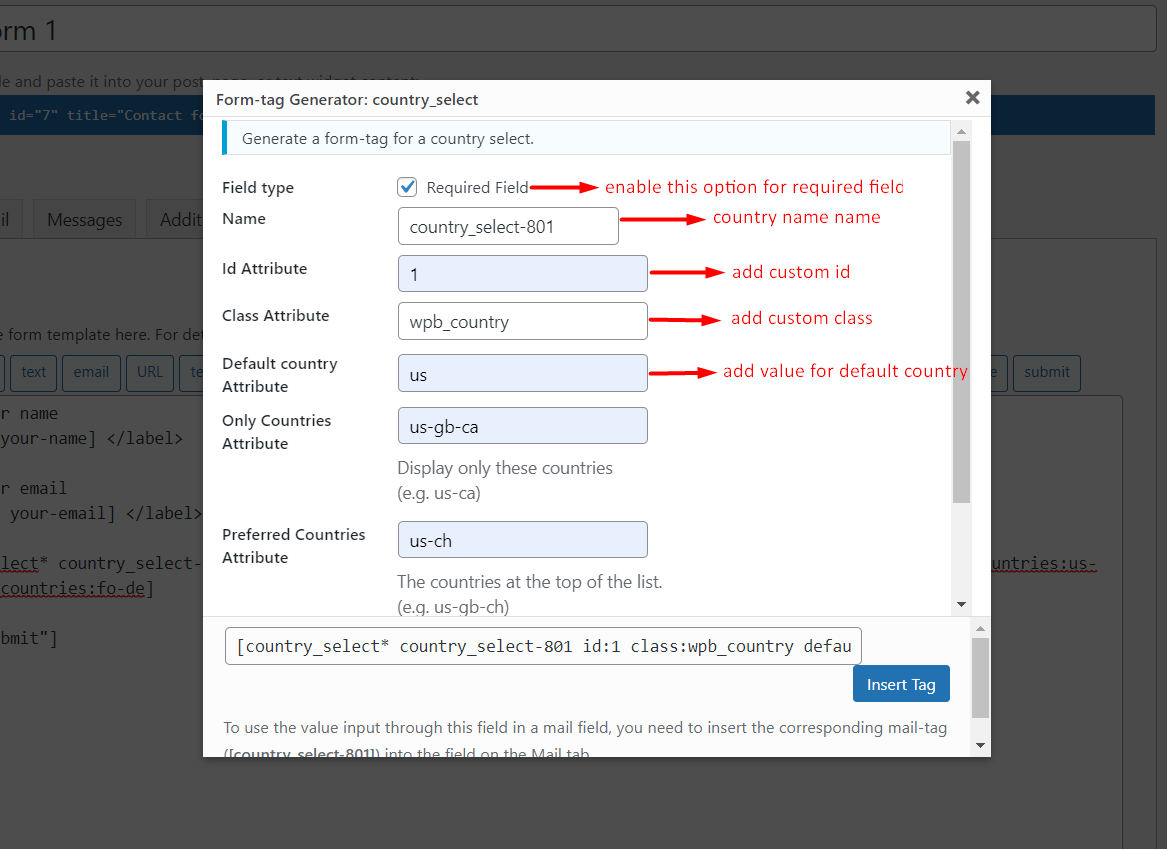 orm 1
le and paste it into your post, page, or text widget content:
id="7" title="Contact fo
Form-tag Generator: country_select
Generate a form-tag for a country select.
Field type
Required Field
enable this option for required field
Name
country_select-801
country name name
il
Messages
Addit
Id Attribute
1
add custom id
Class Attribute
wpb_country
add custom class
e form template here. For det
text
email
URL
te
e
submit
Default country
Attribute
us
add value for default country
r name
your-name] </label>
Only Countries
Attribute
us-gb-ca
Display only these countries
(e.g. us-ca)
r email
your-email] </label>
Preferred Countries
Attribute
us-ch
The countries at the top of the list.
(e.g. us-gb-ch)
lect* country_select-
untries:us-
countries:fo-de]
bmit"]
[country_select* country_select-801 id:1 class:wpb_country defau
Insert Tag
To use the value input through this field in a mail field, you need to insert the corresponding mail-tag
([country_select-801]) into the field on the Mail tab.